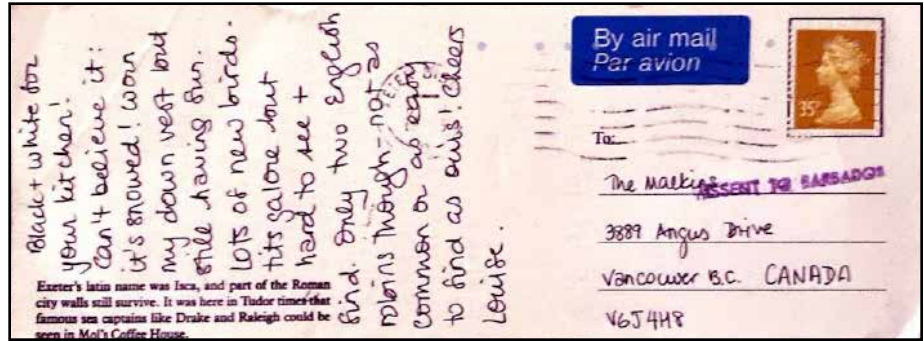 Black + white for
your kitchen!
Can't believe it:
it's snowed! Worn
my down vest but
still having fun.
Lots of new birds.
tits galore but
hard to see +
find. Only two English
robins though - not as
common or as easy
to find as ours! Cheers
Louise.
Exeter's latin name was Isca, and part of the Roman
city walls still survive. It was here in Tudor times that
famous sea captains like Drake and Raleigh could be
seen in Mol's Coffee House.
By air mail
Par avion
35P
To:
The Malkins
MISSENT TO BARBADOS
3889 Angus Drive
Vancouver B.C. CANADA
V6J4H8